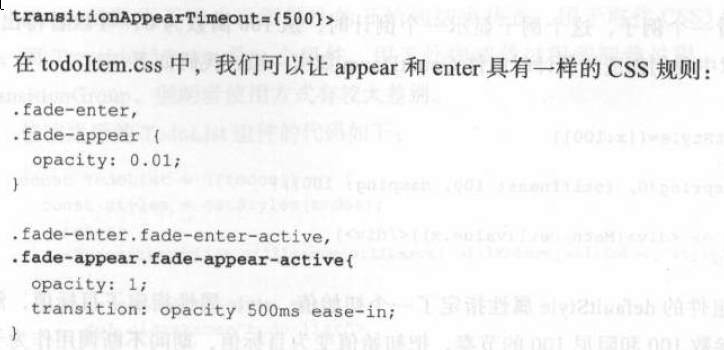 transitionAppearTimeout={500}>
在 todoItem.css 中，我们可以让 appear 和 enter 具有一样的 CSS 规则：
.fade-enter,
.fade-appear {
  opacity: 0.01;
}
.fade-enter.fade-enter-active,
.fade-appear.fade-appear-active{
  opacity: 1;
  transition: opacity 500ms ease-in;
}